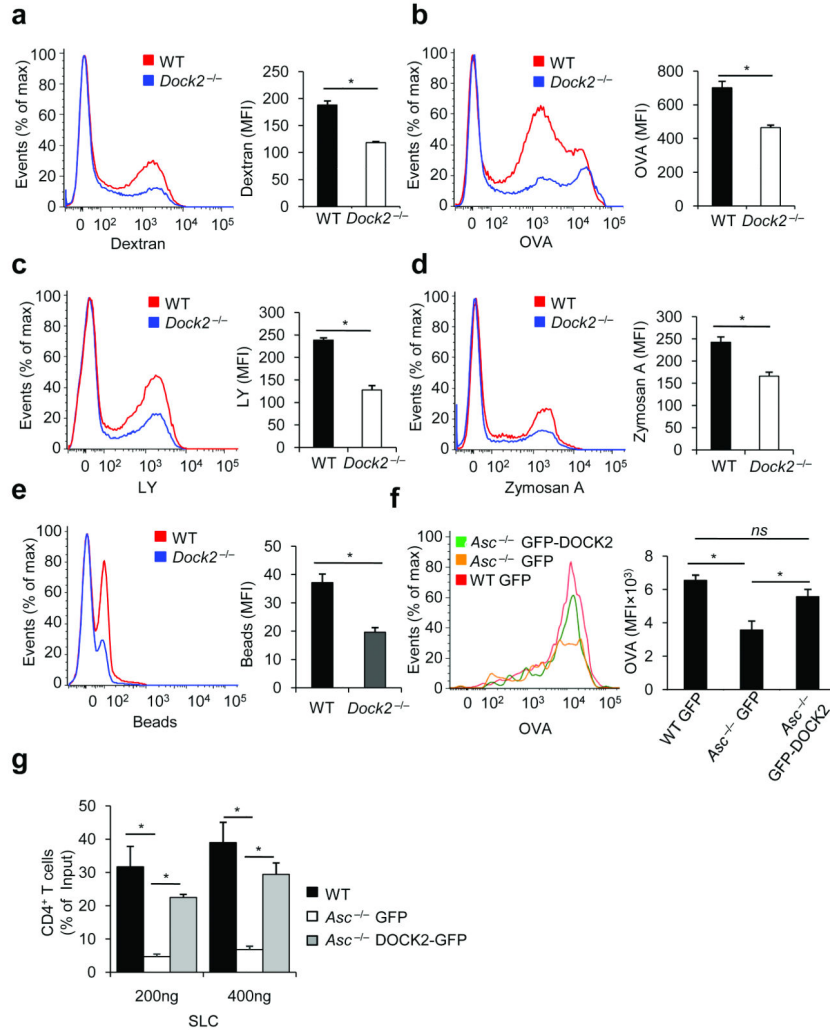 a
WT
Dock2–/–
Events (% of max)
100
80
60
40
20
0
0 10² 10³ 10⁴ 10⁵
Dextran
Dextran (MFI)
250
200
150
100
50
0
*
WT Dock2–/–
b
WT
Dock2–/–
Events (% of max)
100
80
60
40
20
0
0 10² 10³ 10⁴ 10⁵
OVA
OVA (MFI)
800
600
400
200
0
*
WT Dock2–/–
c
WT
Dock2–/–
Events (% of max)
100
80
60
40
20
0
0 10² 10³ 10⁴ 10⁵
LY
LY (MFI)
300
250
200
150
100
50
0
*
WT Dock2–/–
d
WT
Dock2–/–
Events (% of max)
100
80
60
40
20
0
0 10² 10³ 10⁴ 10⁵
Zymosan A
Zymosan A (MFI)
300
250
200
150
100
50
0
*
WT Dock2–/–
e
WT
Dock2–/–
Events (% of max)
100
80
60
40
20
0
0 10² 10³ 10⁴ 10⁵
Beads
Beads (MFI)
50
40
30
20
10
0
*
WT Dock2–/–
f
Asc–/– GFP-DOCK2
Asc–/– GFP
WT GFP
Events (% of max)
100
80
60
40
20
0
0 10² 10³ 10⁴ 10⁵
OVA
OVA (MFI×10³)
8
6
4
2
0
ns
*
*
WT GFP
Asc–/– GFP
Asc–/–
GFP-DOCK2
g
CD4⁺ T cells
(% of Input)
50
40
30
20
10
0
*
*
*
*
200ng 400ng
SLC
WT
Asc–/– GFP
Asc–/– DOCK2-GFP